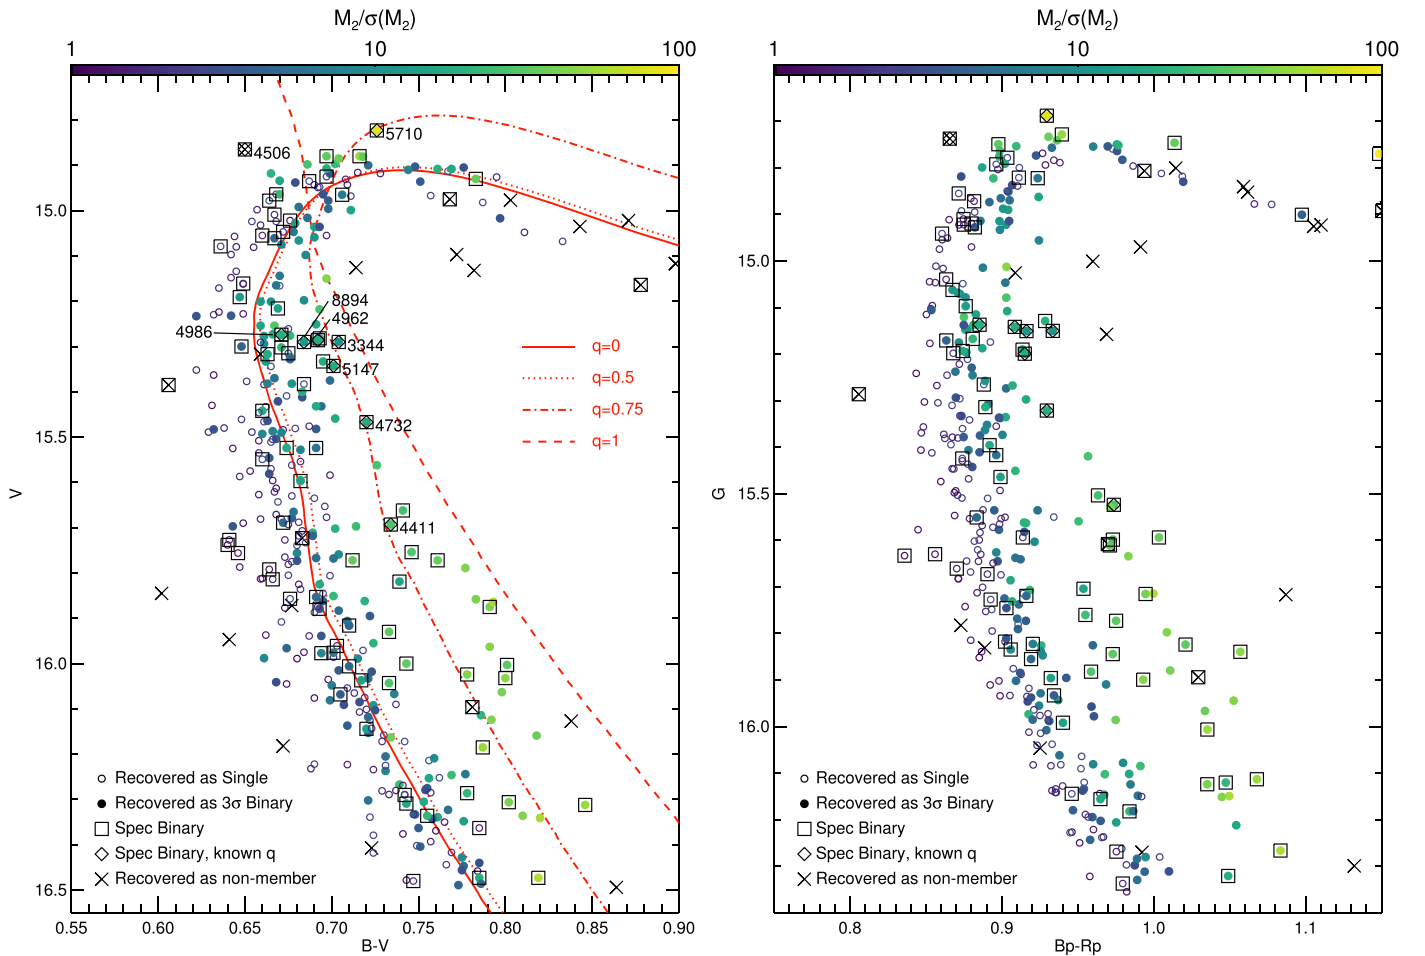 M2/σ(M2)
1 10 100
15.0
15.5
16.0
16.5
V
0.55 0.60 0.65 0.70 0.75 0.80 0.85 0.90
B-V
5710
4506
8894
4962
4986
3344
5147
4732
4411
q=0
q=0.5
q=0.75
q=1
Recovered as Single
Recovered as 3σ Binary
Spec Binary
Spec Binary, known q
Recovered as non-member
M2/σ(M2)
1 10 100
15.0
15.5
16.0
G
0.8 0.9 1.0 1.1
Bp-Rp
Recovered as Single
Recovered as 3σ Binary
Spec Binary
Spec Binary, known q
Recovered as non-member